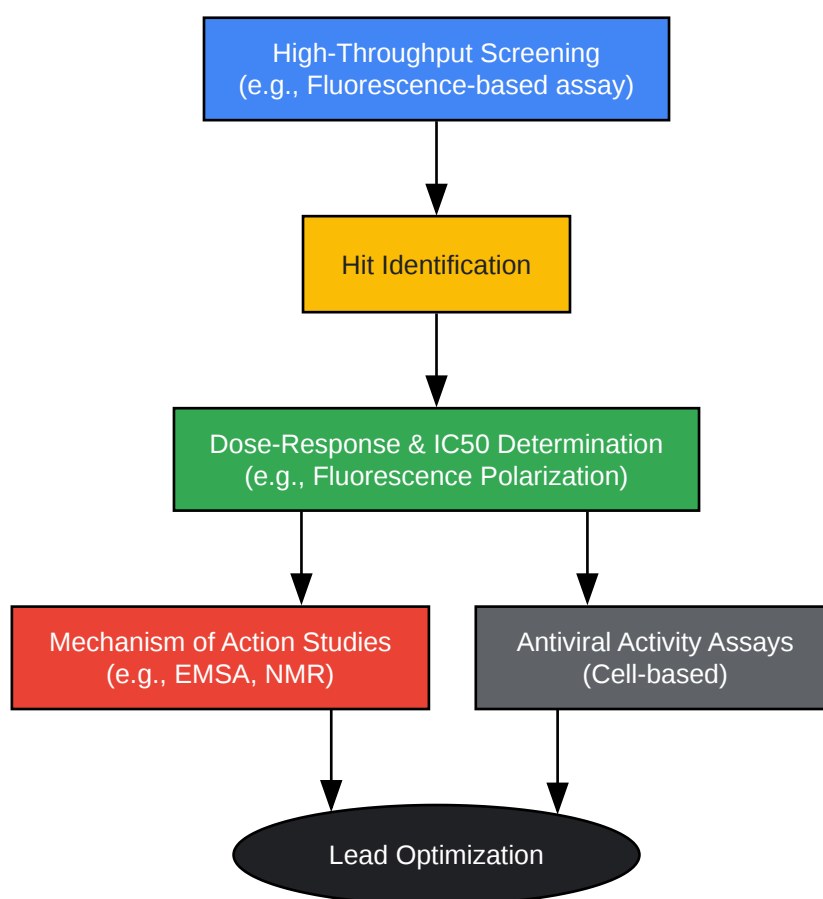 High-Throughput Screening
(e.g., Fluorescence-based assay)
Hit Identification
Dose-Response & IC50 Determination
(e.g., Fluorescence Polarization)
Mechanism of Action Studies
(e.g., EMSA, NMR)
Antiviral Activity Assays
(Cell-based)
Lead Optimization